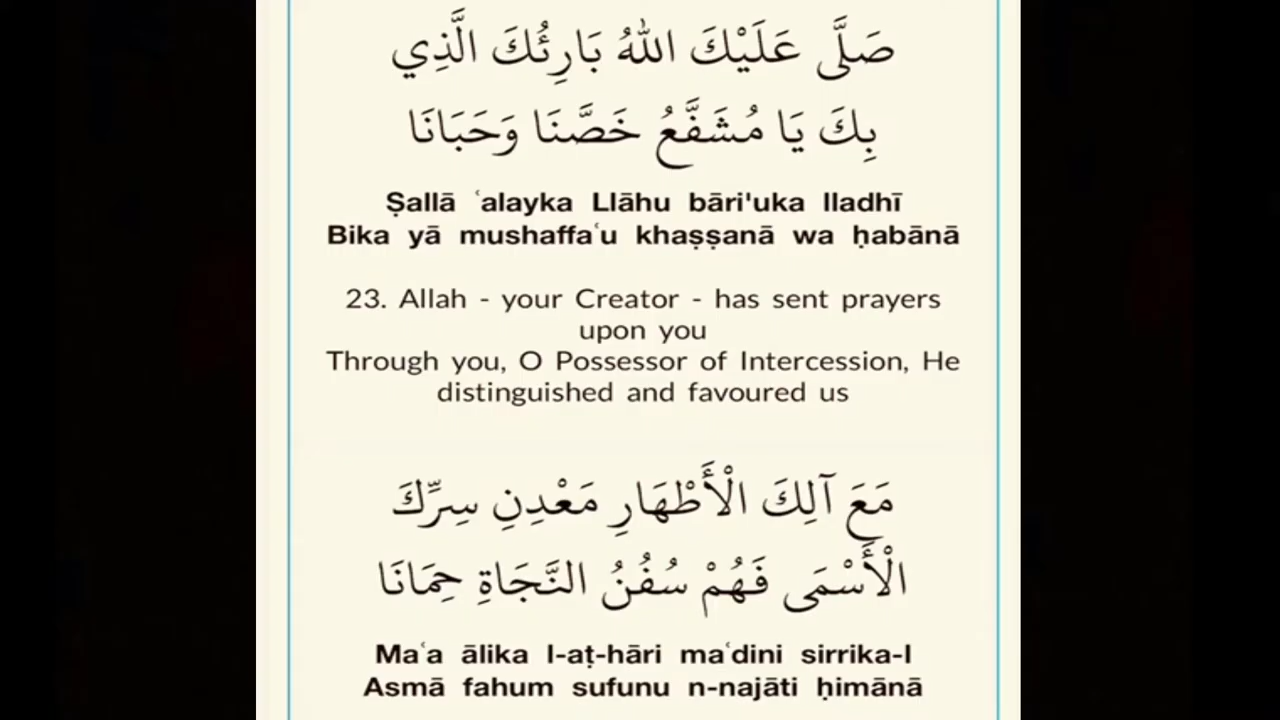 صَلَّى عَلَيْكَ اللهُ بَارِئُكَ الَّذِي
بِكَ يَا مُشَفَّعُ خَصَّنَا وَحَبَانَا
Ṣallā ʿalayka Llāhu bāri'uka lladhī
Bika yā mushaffaʿu khaṣṣanā wa ḥabānā
23. Allah - your Creator - has sent prayers
upon you
Through you, O Possessor of Intercession, He
distinguished and favoured us
مَعَ آلِكَ الْأَطْهَارِ مَعْدِنِ سِرِّكَ
الْأَسْمَى فَهُمْ سُفُنُ النَّجَاةِ حِمَانَا
Maʿa ālika l-aṭ-hāri maʿdini sirrika-l
Asmā fahum sufunu n-najāti ḥimānā